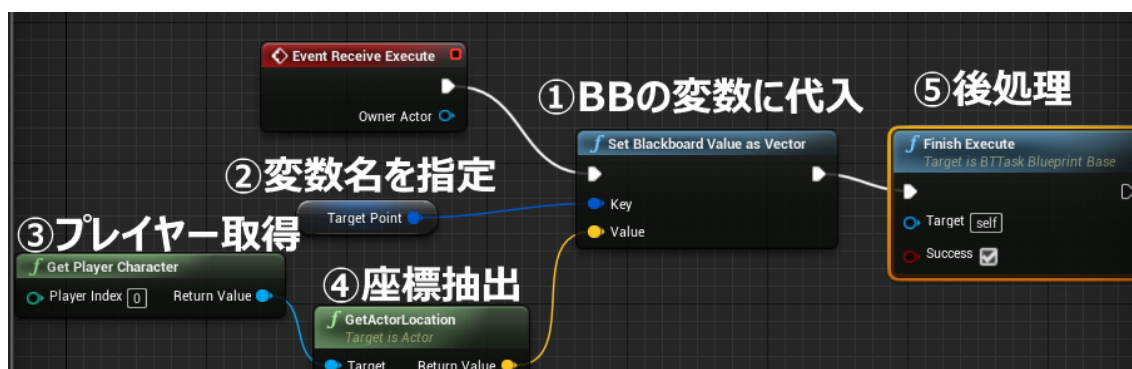 Event Receive Execute
Owner Actor
①BBの変数に代入
⑤後処理
Set Blackboard Value as Vector
Key
Value
Finish Execute
Target is BTTask Blueprint Base
Target self
Success
②変数名を指定
Target Point
③プレイヤー取得
Get Player Character
Player Index 0 Return Value
④座標抽出
GetActorLocation
Target is Actor
Target Return Value